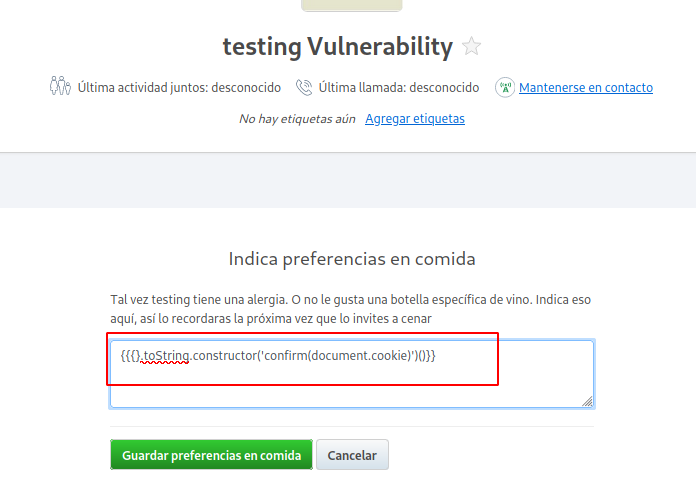 testing Vulnerability
Última actividad juntos: desconocido Última llamada: desconocido Mantenerse en contacto
No hay etiquetas aún Agregar etiquetas
Indica preferencias en comida
Tal vez testing tiene una alergia. O no le gusta una botella específica de vino. Indica eso
aquí, así lo recordaras la próxima vez que lo invites a cenar
{{{}.toString.constructor('confirm(document.cookie)')()}}
Guardar preferencias en comida Cancelar